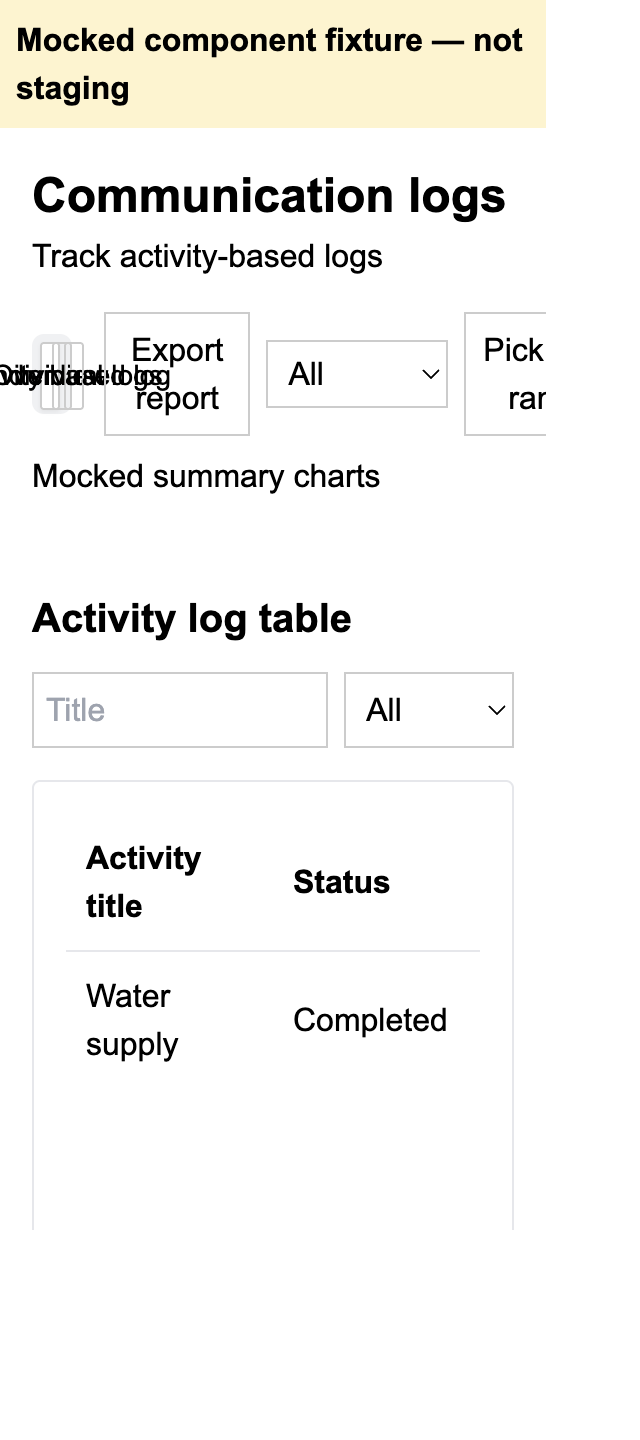 Mocked component fixture — not
staging
Communication logs
Track activity-based logs
Export
report
All
Pick
Mocked summary charts
Activity log table
Title
All
Activity
title
Status
Water
supply
Completed